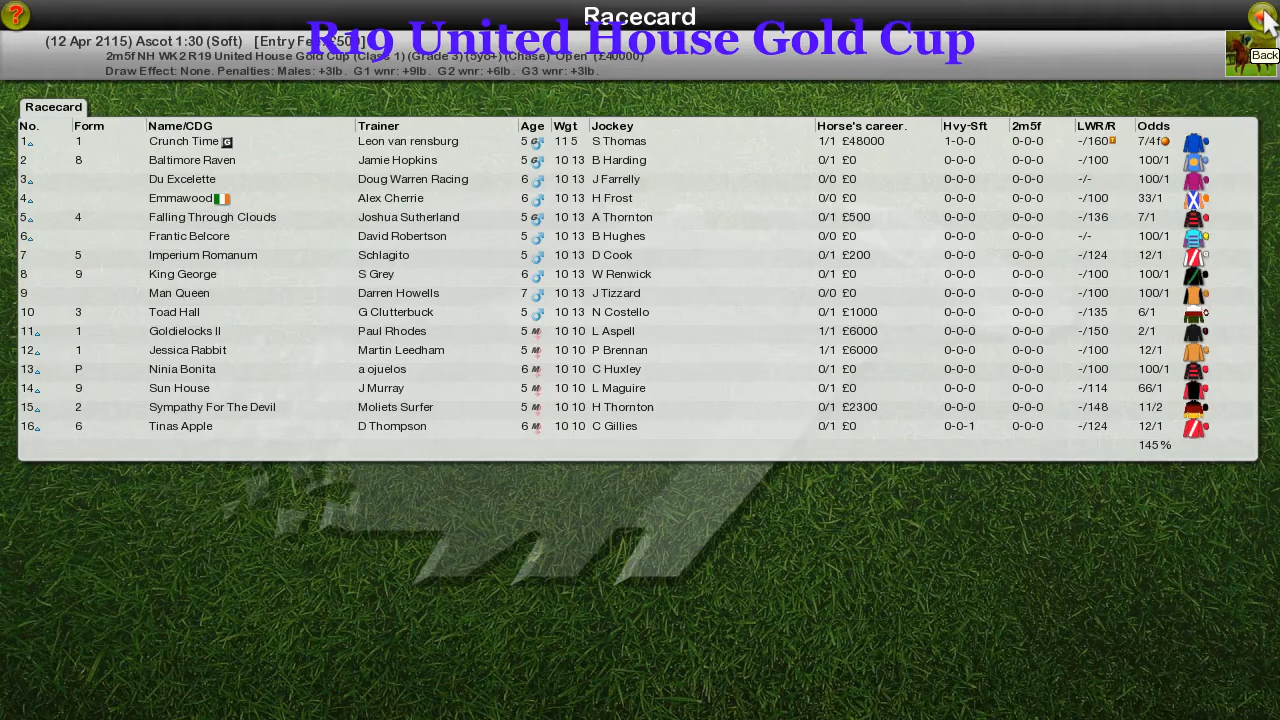 Racecard
R19 United House Gold Cup
(12 Apr 2115) Ascot 1:30 (Soft) [Entry Fee £500]
2m5f NH WK2 R19 United House Gold Cup (Class 1) (Grade 3) (5yo+) (Chase) Open (£40000)
Draw Effect: None. Penalties: Males: +3lb. G1 wnr: +9lb. G2 wnr: +6lb. G3 wnr: +3lb.
Back
Racecard
No. Form Name/CDG Trainer Age Wgt Jockey Horse's career. Hvy-Sft 2m5f LWR/R Odds
1 1 Crunch Time G Leon van rensburg 5 G 11 5 S Thomas 1/1 £48000 1-0-0 0-0-0 -/160 7/4f
2 8 Baltimore Raven Jamie Hopkins 5 G 10 13 B Harding 0/1 £0 0-0-0 0-0-0 -/100 100/1
3 Du Excelette Doug Warren Racing 6 10 13 J Farrelly 0/0 £0 0-0-0 0-0-0 -/- 100/1
4 Emmawood Alex Cherrie 6 10 13 H Frost 0/0 £0 0-0-0 0-0-0 -/100 33/1
5 4 Falling Through Clouds Joshua Sutherland 5 G 10 13 A Thornton 0/1 £500 0-0-0 0-0-0 -/136 7/1
6 Frantic Belcore David Robertson 5 10 13 B Hughes 0/0 £0 0-0-0 0-0-0 -/- 100/1
7 5 Imperium Romanum Schlagito 5 10 13 D Cook 0/1 £200 0-0-0 0-0-0 -/124 12/1
8 9 King George S Grey 6 10 13 W Renwick 0/1 £0 0-0-0 0-0-0 -/100 100/1
9 Man Queen Darren Howells 7 10 13 J Tizzard 0/0 £0 0-0-0 0-0-0 -/100 100/1
10 3 Toad Hall G Clutterbuck 5 10 13 N Costello 0/1 £1000 0-0-0 0-0-0 -/135 6/1
11 1 Goldielocks II Paul Rhodes 5 M 10 10 L Aspell 1/1 £6000 0-0-0 0-0-0 -/150 2/1
12 1 Jessica Rabbit Martin Leedham 5 M 10 10 P Brennan 1/1 £6000 0-0-0 0-0-0 -/100 12/1
13 P Ninia Bonita a ojuelos 6 M 10 10 C Huxley 0/1 £0 0-0-0 0-0-0 -/100 100/1
14 9 Sun House J Murray 5 M 10 10 L Maguire 0/1 £0 0-0-0 0-0-0 -/114 66/1
15 2 Sympathy For The Devil Moliets Surfer 5 M 10 10 H Thornton 0/1 £2300 0-0-0 0-0-0 -/148 11/2
16 6 Tinas Apple D Thompson 6 M 10 10 C Gillies 0/1 £0 0-0-1 0-0-0 -/124 12/1
145%